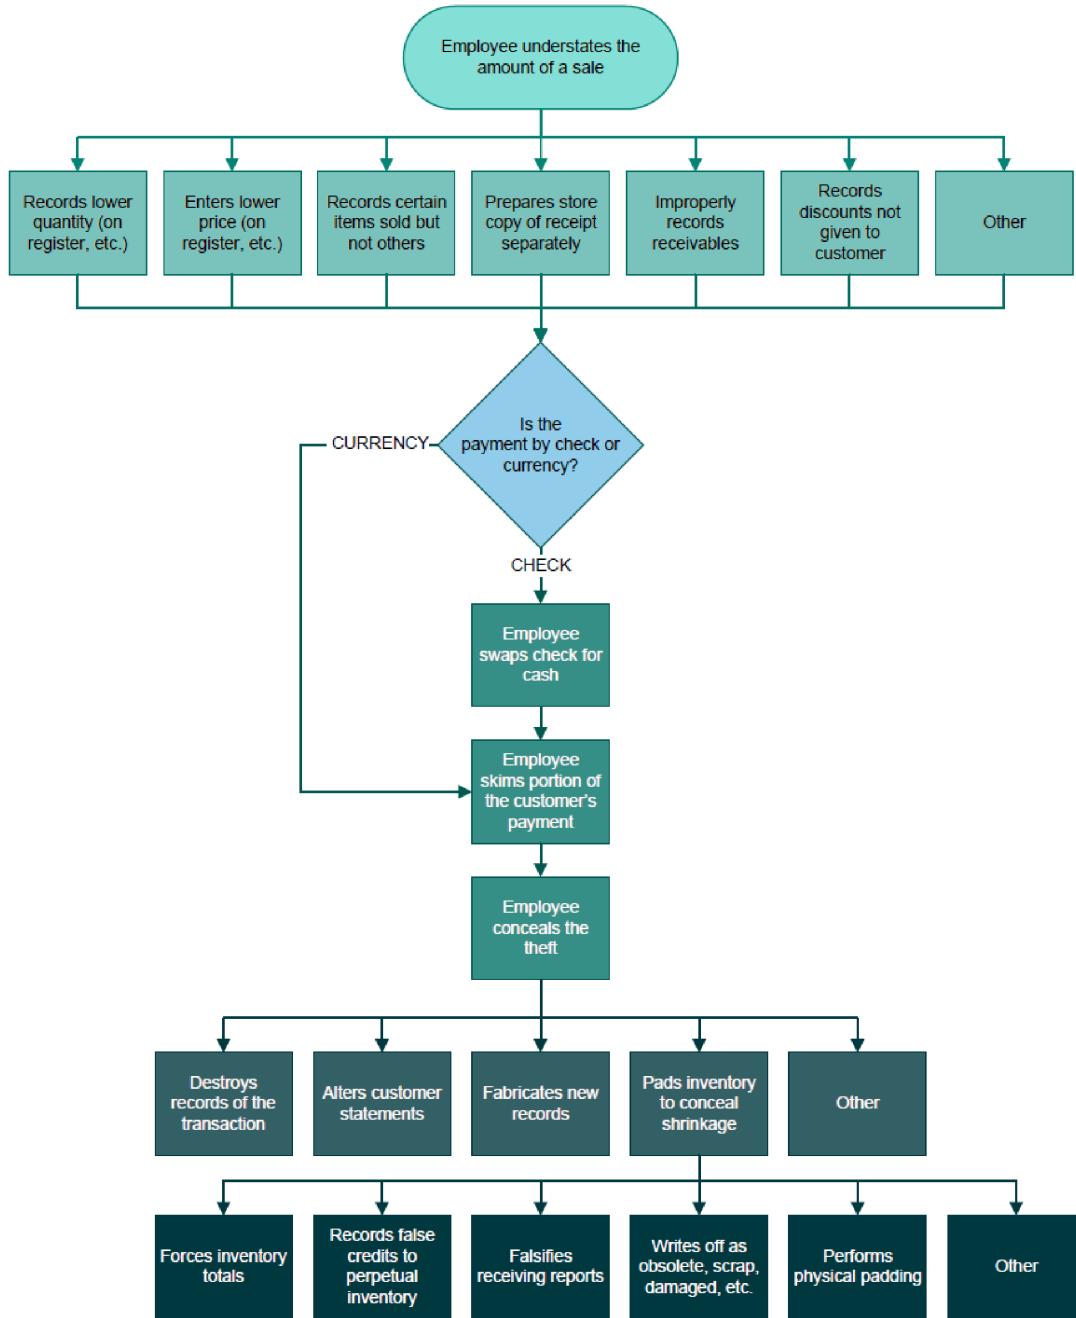 Employee understates the
amount of a sale
Records lower
quantity (on
register, etc.)
Enters lower
price (on
register, etc.)
Records certain
items sold but
not others
Prepares store
copy of receipt
separately
Improperly
records
receivables
Records
discounts not
given to
customer
Other
Is the
payment by check or
currency?
CURRENCY
CHECK
Employee
swaps check for
cash
Employee
skims portion of
the customer’s
payment
Employee
conceals the
theft
Destroys
records of the
transaction
Alters customer
statements
Fabricates new
records
Pads inventory
to conceal
shrinkage
Other
Forces inventory
totals
Records false
credits to
perpetual
inventory
Falsifies
receiving reports
Writes off as
obsolete, scrap,
damaged, etc.
Performs
physical padding
Other